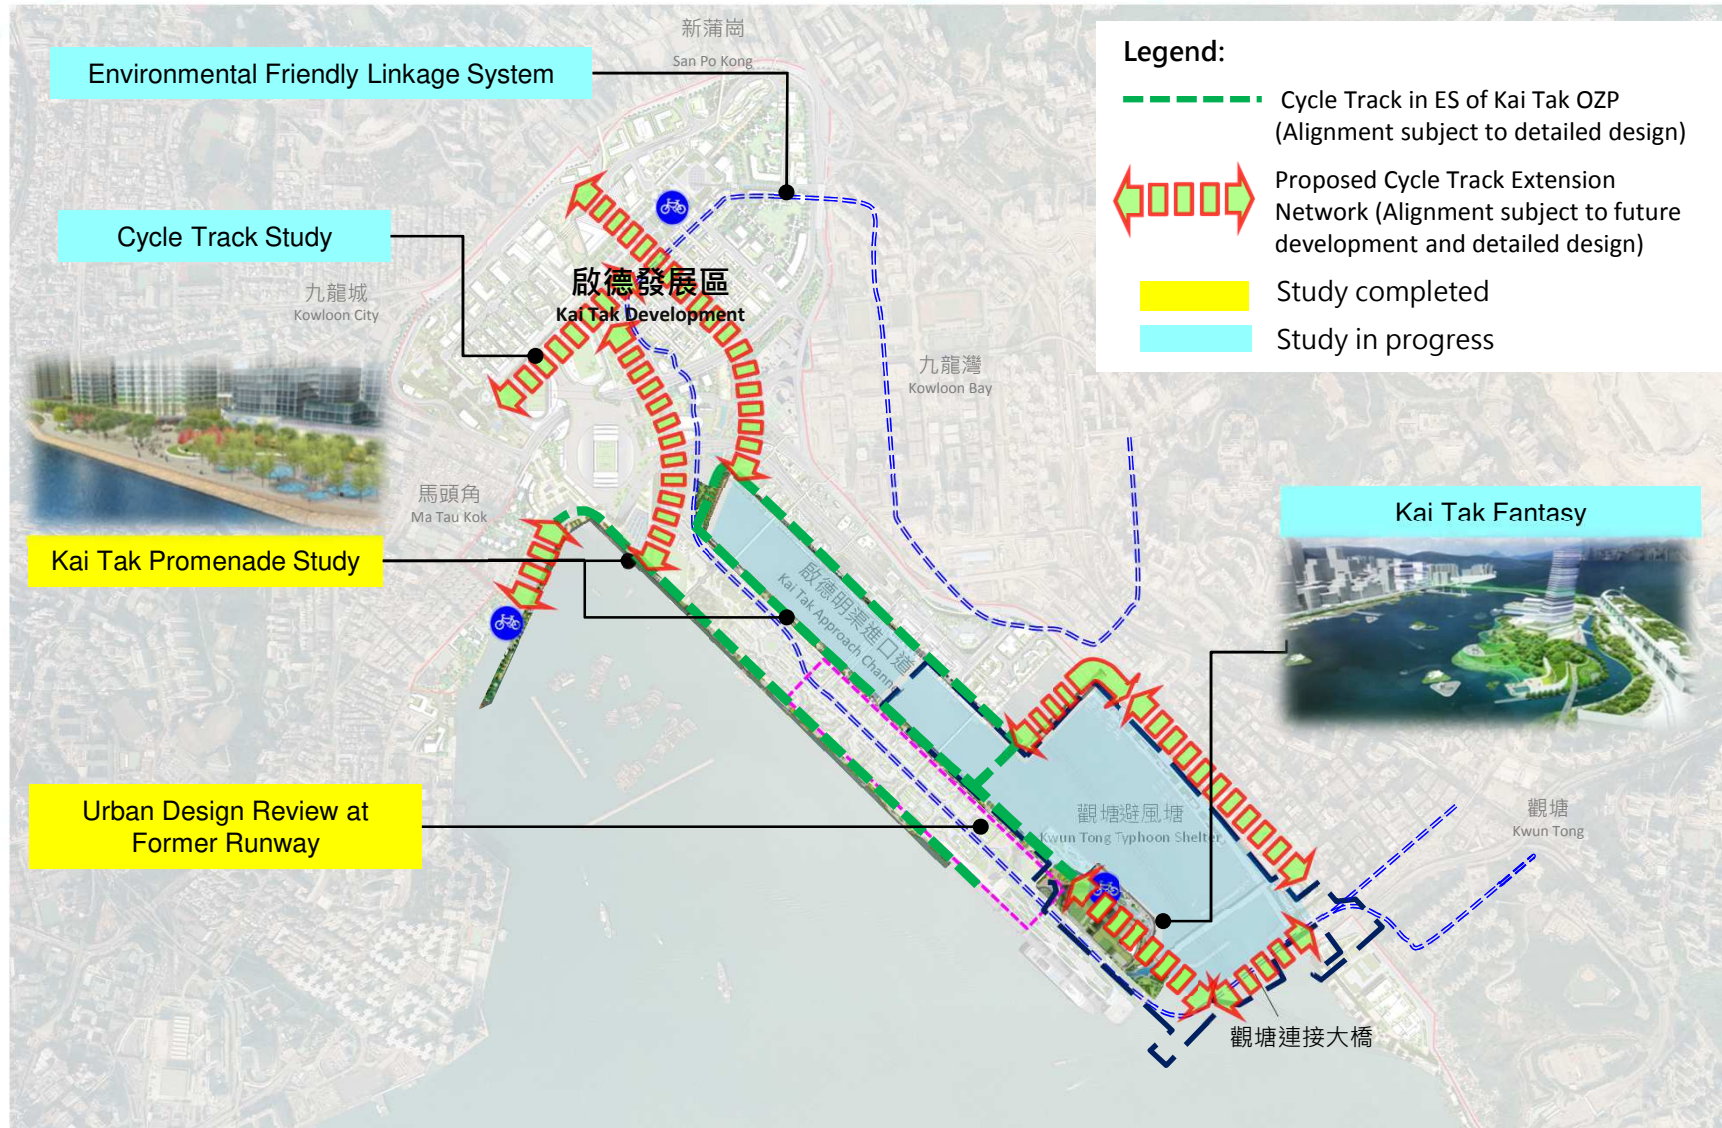 新蒲崗
San Po Kong
Environmental Friendly Linkage System
Legend:
Cycle Track in ES of Kai Tak OZP
(Alignment subject to detailed design)
Proposed Cycle Track Extension
Network (Alignment subject to future
development and detailed design)
Study completed
Study in progress
Cycle Track Study
九龍城
Kowloon City
啟德發展區
Kai Tak Development
九龍灣
Kowloon Bay
馬頭角
Ma Tau Kok
Kai Tak Fantasy
Kai Tak Promenade Study
啟德明渠進口道
Kai Tak Approach Channel
Urban Design Review at
Former Runway
觀塘避風塘
Kwun Tong Typhoon Shelter
觀塘
Kwun Tong
觀塘連接大橋